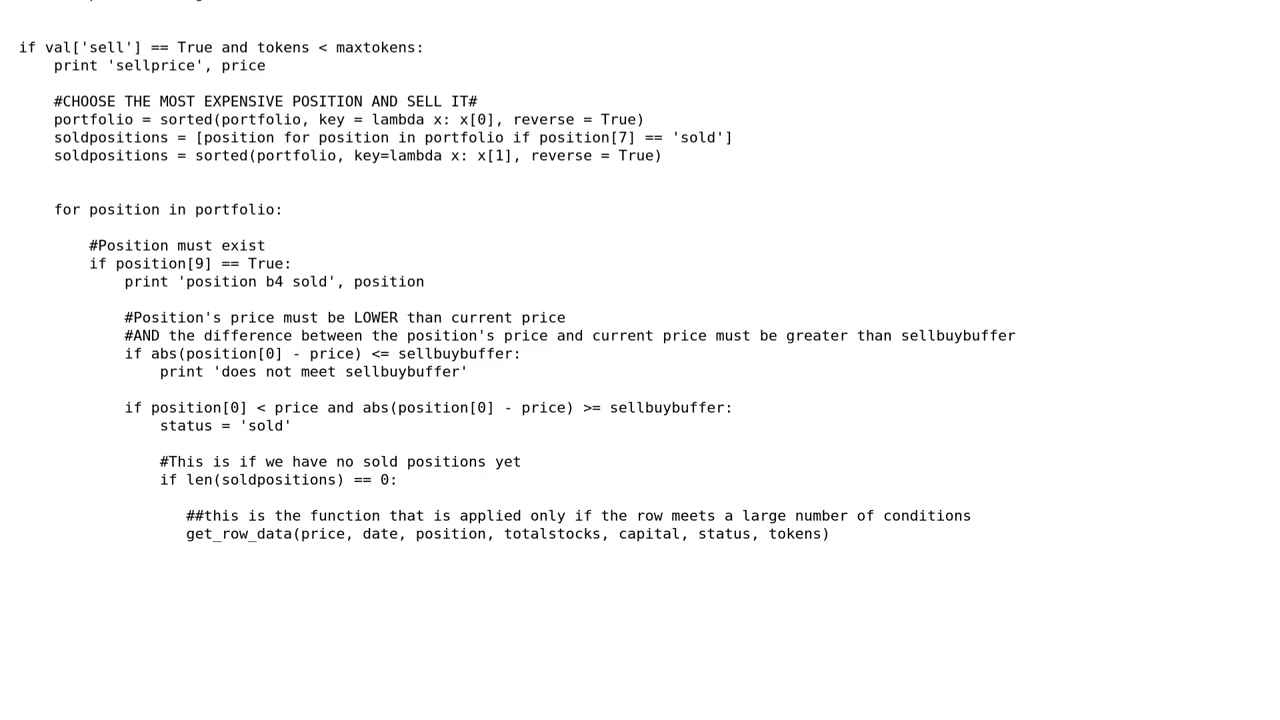 if val['sell'] == True and tokens < maxtokens:
    print 'sellprice', price
    #CHOOSE THE MOST EXPENSIVE POSITION AND SELL IT#
    portfolio = sorted(portfolio, key = lambda x: x[0], reverse = True)
    soldpositions = [position for position in portfolio if position[7] == 'sold']
    soldpositions = sorted(portfolio, key=lambda x: x[1], reverse = True)
    for position in portfolio:
        #Position must exist
        if position[9] == True:
            print 'position b4 sold', position
            #Position's price must be LOWER than current price
            #AND the difference between the position's price and current price must be greater than sellbuybuffer
            if abs(position[0] - price) <= sellbuybuffer:
                print 'does not meet sellbuybuffer'
            if position[0] < price and abs(position[0] - price) >= sellbuybuffer:
                status = 'sold'
                #This is if we have no sold positions yet
                if len(soldpositions) == 0:
                   ##this is the function that is applied only if the row meets a large number of conditions
                   get_row_data(price, date, position, totalstocks, capital, status, tokens)